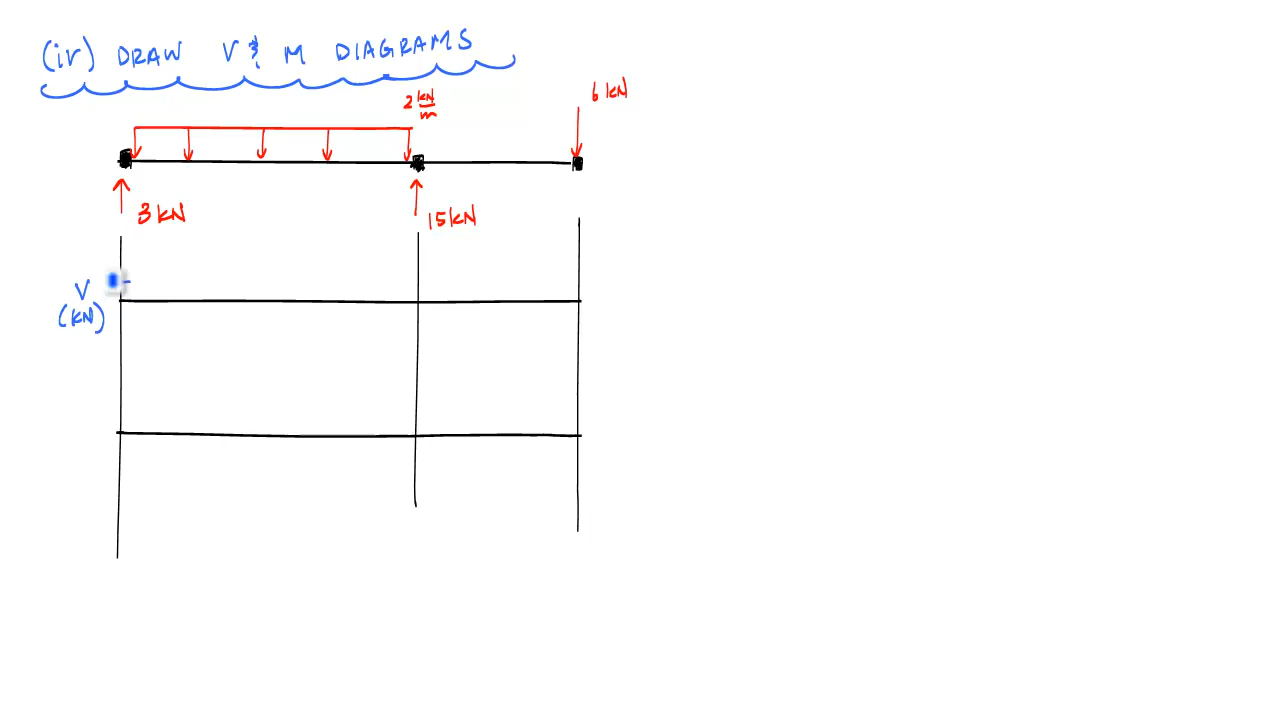 (iv) DRAW V & M DIAGRAMS
6 kN
2 kN/m
3 kN
15 kN
V
(kN)